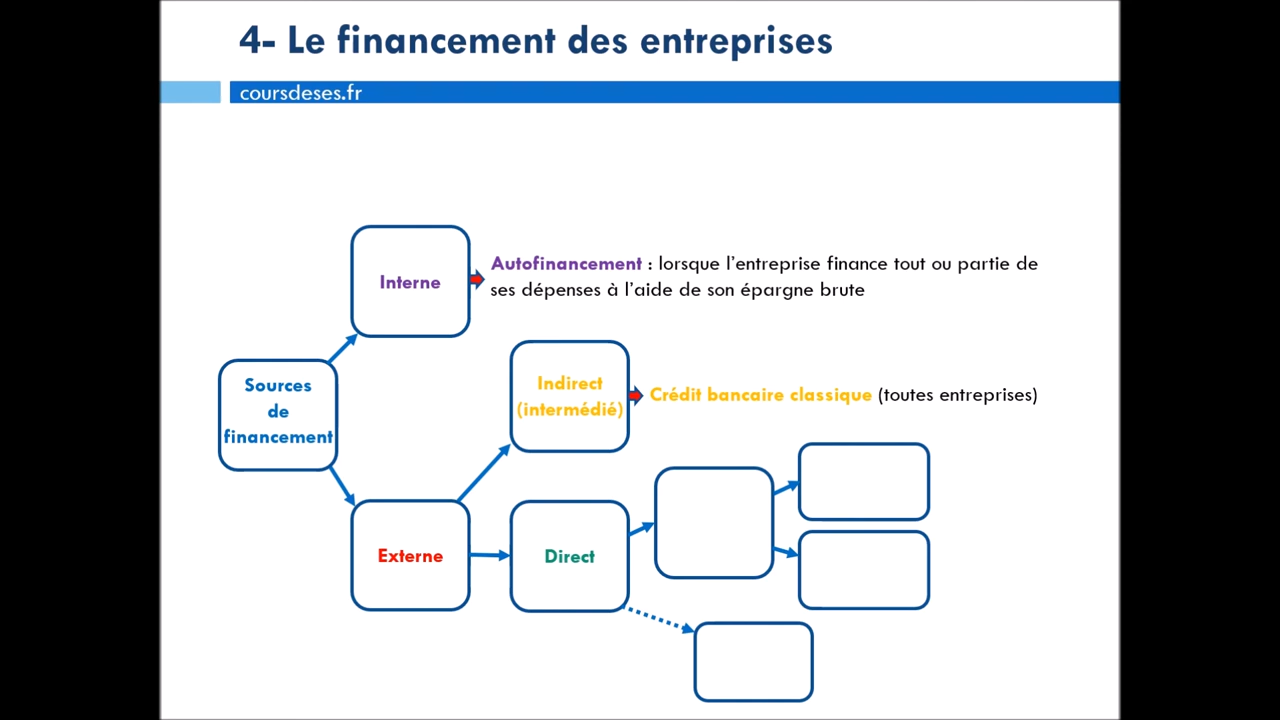 4- Le financement des entreprises
coursdeses.fr
Interne
Autofinancement : lorsque l'entreprise finance tout ou partie de
ses dépenses à l'aide de son épargne brute
Sources
de
financement
Indirect
(intermédié)
Crédit bancaire classique (toutes entreprises)
Externe
Direct